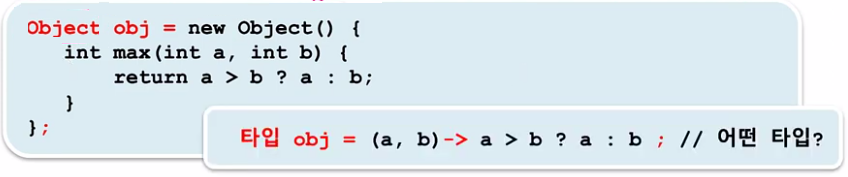 Object obj = new Object() {
int max(int a, int b) {
return a > b ? a : b;
}
};
타입 obj = (a, b)-> a > b ? a : b ; // 어떤 타입?